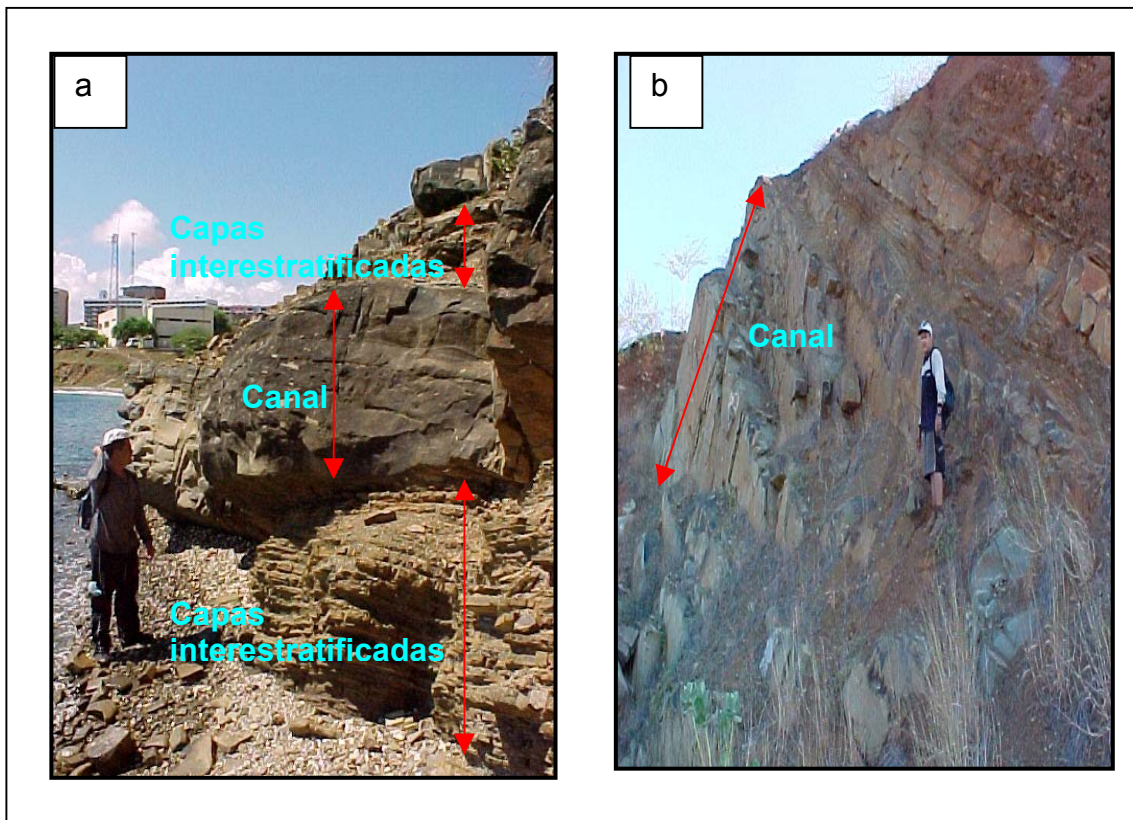 a
Capas
interestratificadas
Canal
Capas
interestratificadas
b
Canal